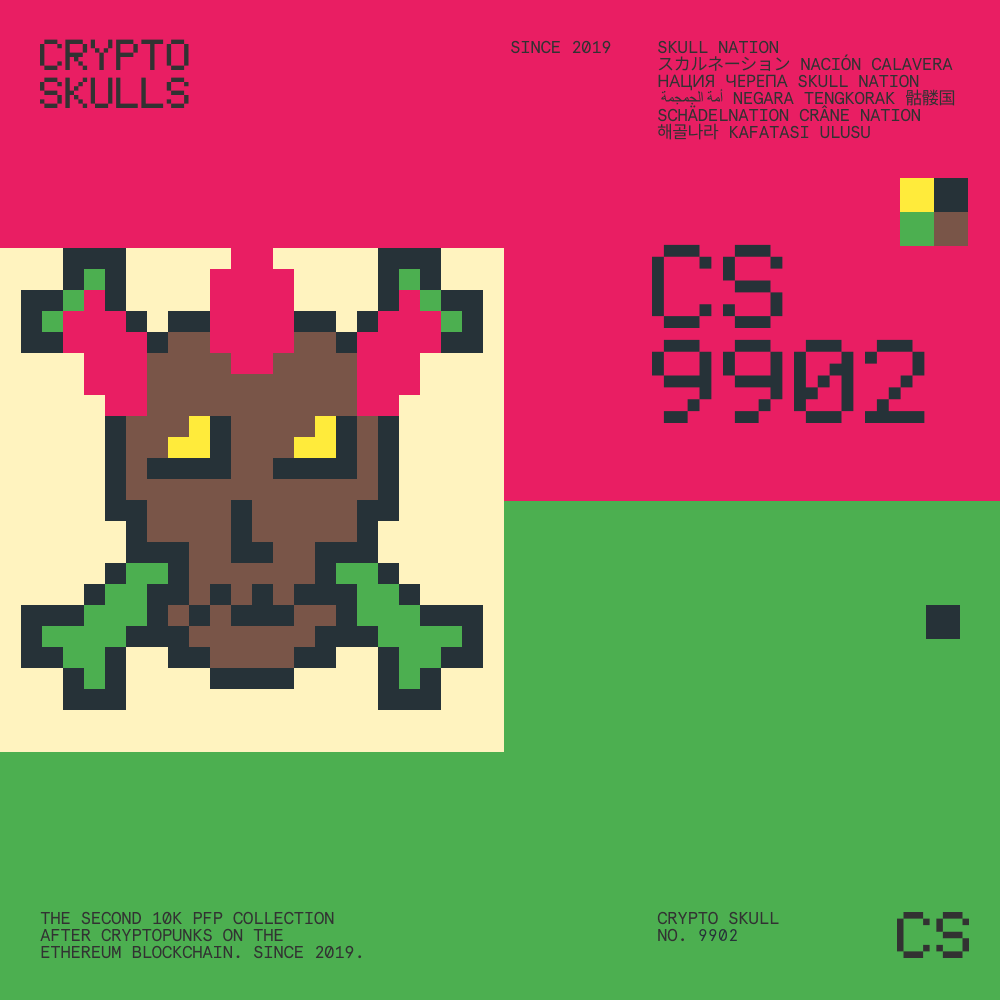 CRYPTO
SKULLS
SINCE 2019
SKULL NATION
スカルネーション NACIÓN CALAVERA
НАЦИЯ ЧЕРЕПА SKULL NATION
أمة الجمجمة NEGARA TENGKORAK 骷髅国
SCHÄDELNATION CRÂNE NATION
해골나라 KAFATASI ULUSU
CS
9902
THE SECOND 10K PFP COLLECTION
AFTER CRYPTOPUNKS ON THE
ETHEREUM BLOCKCHAIN. SINCE 2019.
CRYPTO SKULL
NO. 9902
CS